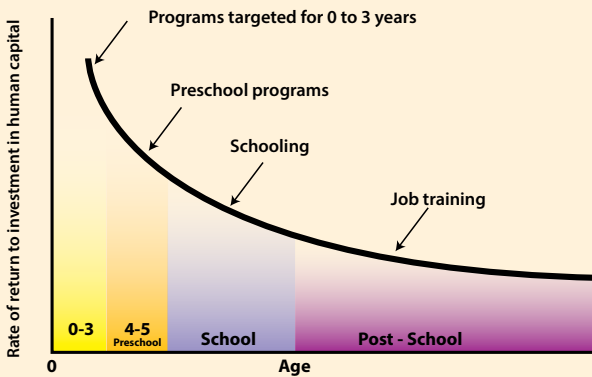 Programs targeted for 0 to 3 years
Preschool programs
Schooling
Job training
Rate of return to investment in human capital
0-3
4-5
Preschool
School
Post - School
0
Age